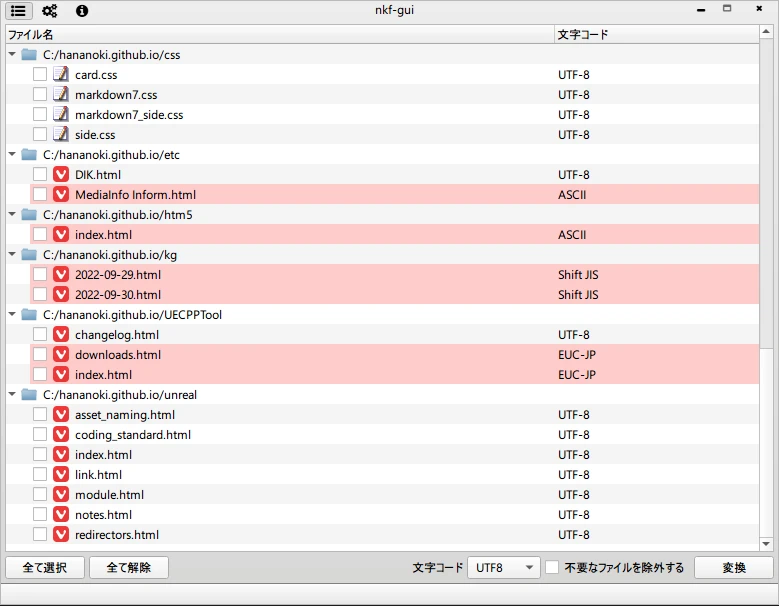 nkf-gui
ファイル名 文字コード
C:/hananoki.github.io/css
card.css UTF-8
markdown7.css UTF-8
markdown7_side.css UTF-8
side.css UTF-8
C:/hananoki.github.io/etc
DIK.html UTF-8
MediaInfo Inform.html ASCII
C:/hananoki.github.io/htm5
index.html ASCII
C:/hananoki.github.io/kg
2022-09-29.html Shift JIS
2022-09-30.html Shift JIS
C:/hananoki.github.io/UECPPTool
changelog.html UTF-8
downloads.html EUC-JP
index.html EUC-JP
C:/hananoki.github.io/unreal
asset_naming.html UTF-8
coding_standard.html UTF-8
index.html UTF-8
link.html UTF-8
module.html UTF-8
notes.html UTF-8
redirectors.html UTF-8
全て選択 全て解除 文字コード UTF8 不要なファイルを除外する 変換